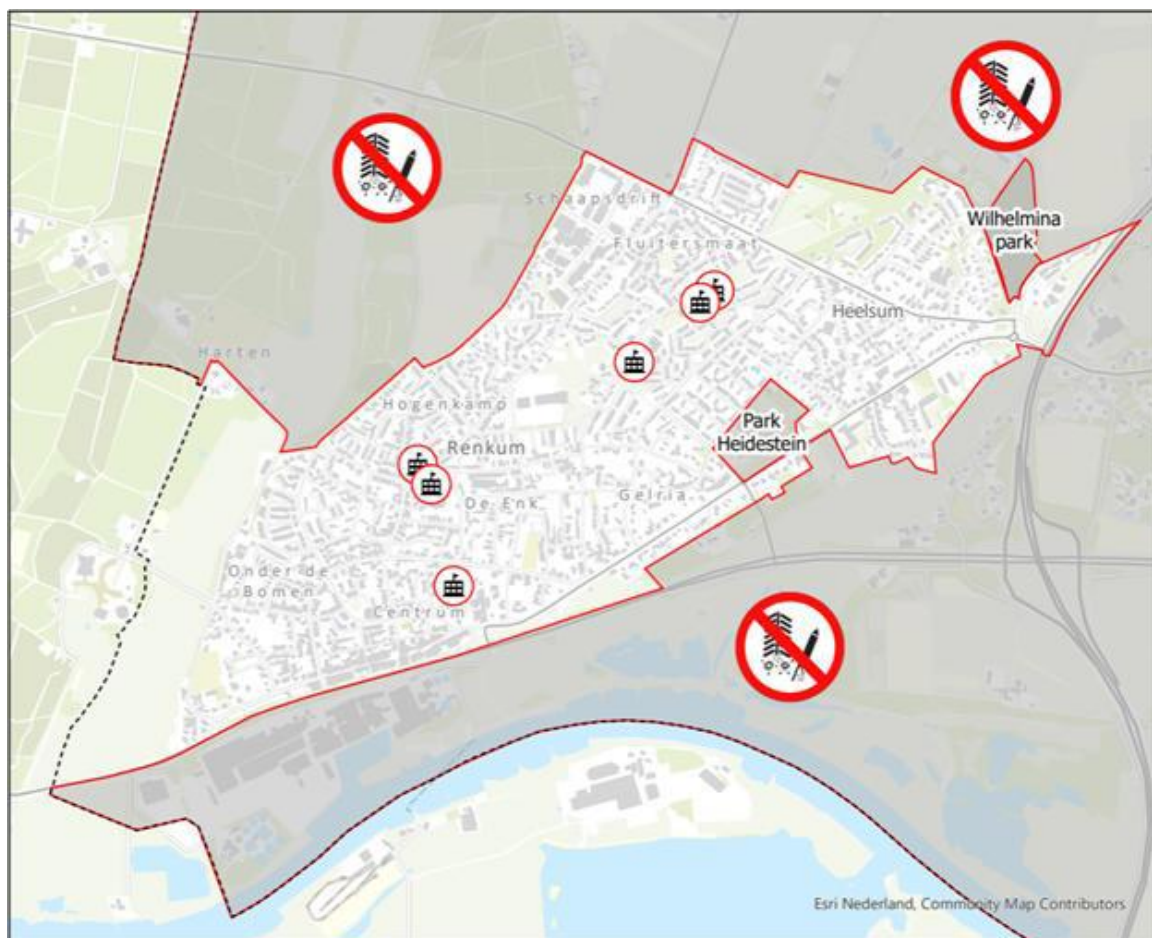 Schaapsdrift
Wilhelmina
park
Fluitersmaat
Heelsum
Harten
Hogenkamp
Park
Heidestein
Renkum
Gelria
De Enk
Onder de
Bomen
Centrum
Esri Nederland, Community Map Contributors